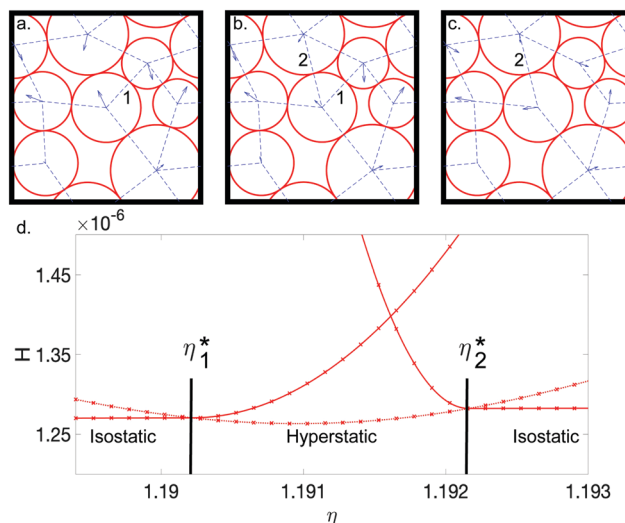 a.
1
b.
2
1
c.
2
d.
×10⁻⁶
1.45
1.35
1.25
H
η₁*
η₂*
Isostatic
Hyperstatic
Isostatic
1.19
1.191
1.192
1.193
η